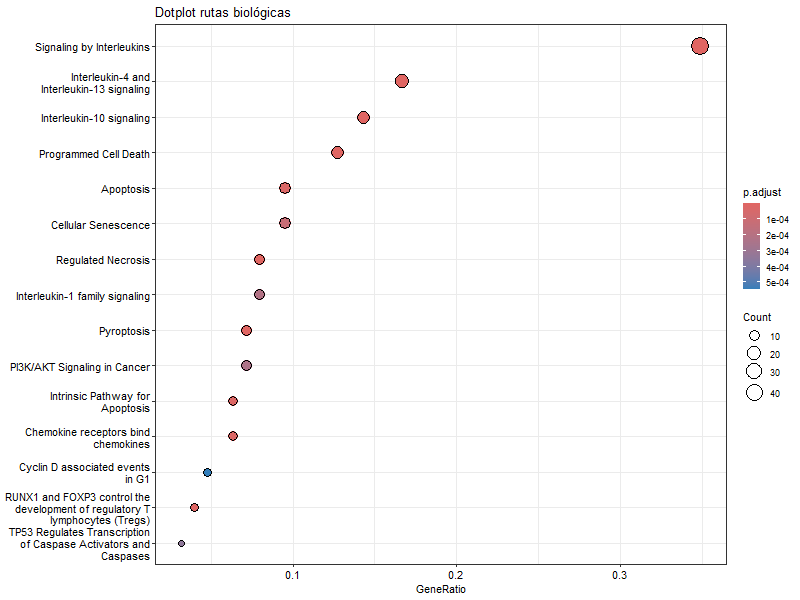 Dotplot rutas biológicas
Signaling by Interleukins
Interleukin-4 and
Interleukin-13 signaling
Interleukin-10 signaling
Programmed Cell Death
Apoptosis
Cellular Senescence
Regulated Necrosis
Interleukin-1 family signaling
Pyroptosis
PI3K/AKT Signaling in Cancer
Intrinsic Pathway for
Apoptosis
Chemokine receptors bind
chemokines
Cyclin D associated events
in G1
RUNX1 and FOXP3 control the
development of regulatory T
lymphocytes (Tregs)
TP53 Regulates Transcription
of Caspase Activators and
Caspases
0.1
0.2
0.3
GeneRatio
p.adjust
1e-04
2e-04
3e-04
4e-04
5e-04
Count
10
20
30
40